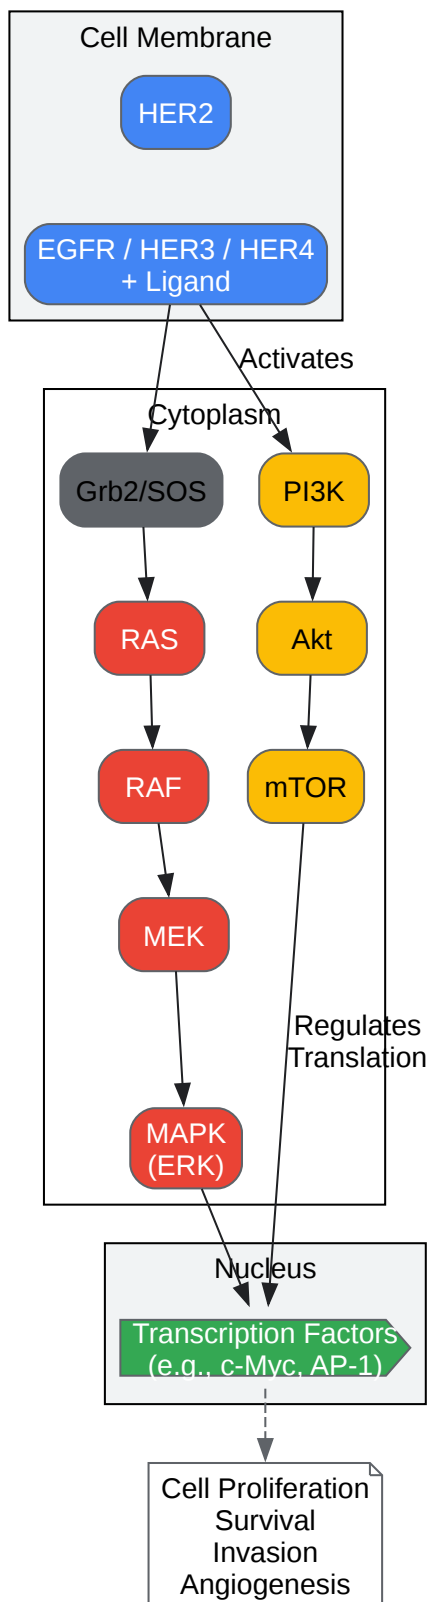 Cell Membrane
HER2
EGFR / HER3 / HER4
+ Ligand
Activates
Cytoplasm
Grb2/SOS
PI3K
RAS
Akt
RAF
mTOR
MEK
Regulates
Translation
MAPK
(ERK)
Nucleus
Transcription Factors
(e.g., c-Myc, AP-1)
Cell Proliferation
Survival
Invasion
Angiogenesis